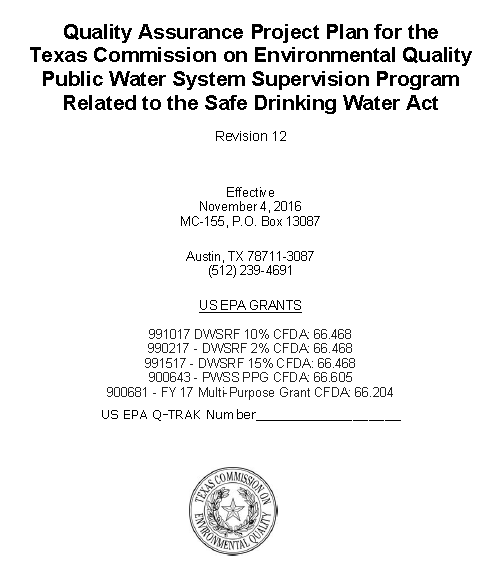 Quality Assurance Project Plan for the
Texas Commission on Environmental Quality
Public Water System Supervision Program
Related to the Safe Drinking Water Act
Revision 12
Effective
November 4, 2016
MC-155, P.O. Box 13087
Austin, TX 78711-3087
(512) 239-4691
US EPA GRANTS
991017 DWSRF 10% CFDA: 66.468
990217 - DWSRF 2% CFDA: 66.468
991517 - DWSRF 15% CFDA: 66.468
900643 - PWSS PPG CFDA: 66.605
900681 - FY 17 Multi-Purpose Grant CFDA: 66.204
US EPA Q-TRAK Number____________________
TEXAS COMMISSION ON
ENVIRONMENTAL QUALITY